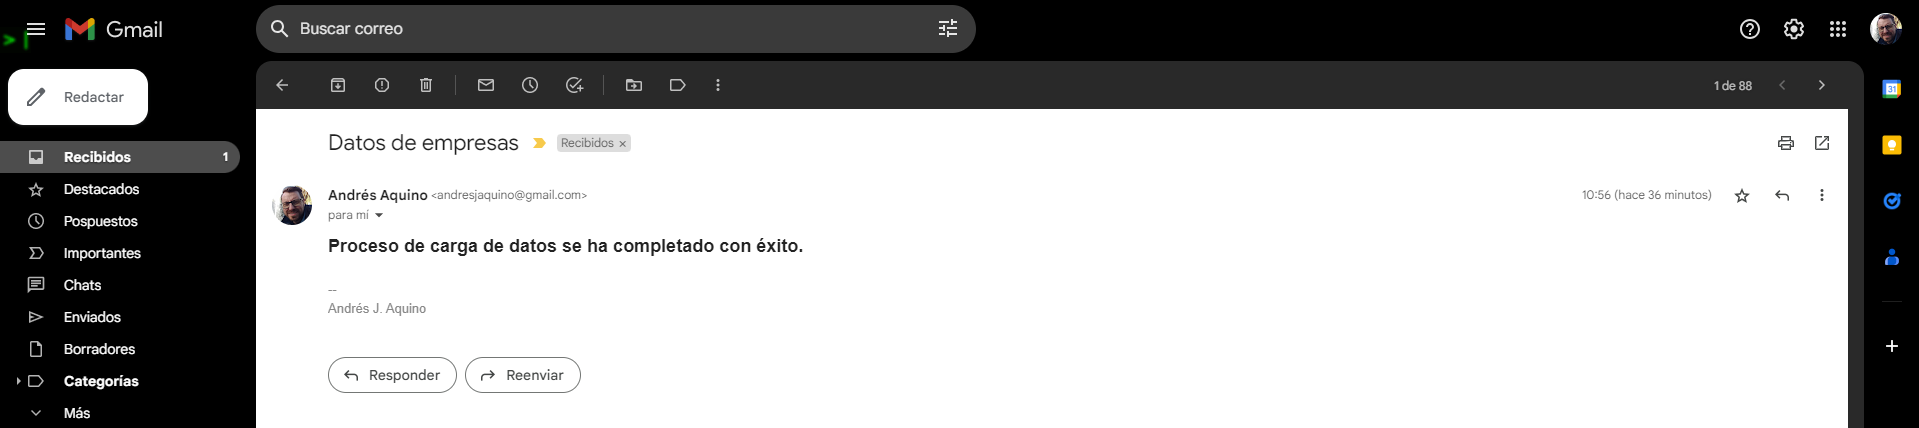 > |
Gmail
Buscar correo
Redactar
1 de 88
Recibidos 1
Destacados
Pospuestos
Importantes
Chats
Enviados
Borradores
Categorías
Más
Datos de empresas
Recibidos ×
Andrés Aquino <andresjaquino@gmail.com>
10:56 (hace 36 minutos)
para mí
Proceso de carga de datos se ha completado con éxito.
--
Andrés J. Aquino
Responder
Reenviar
31